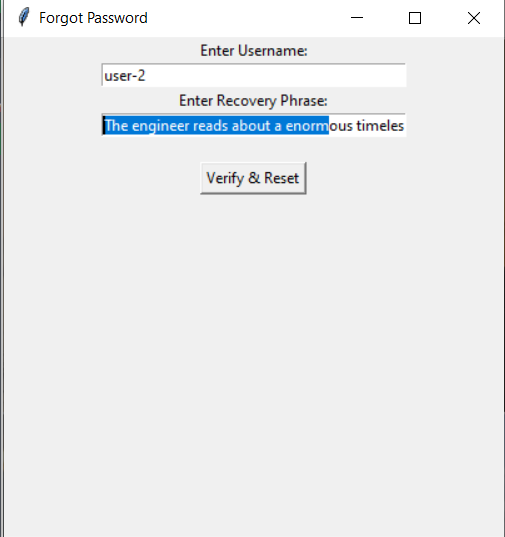 Forgot Password
Enter Username:
user-2
Enter Recovery Phrase:
The engineer reads about a enormous timeles
Verify & Reset